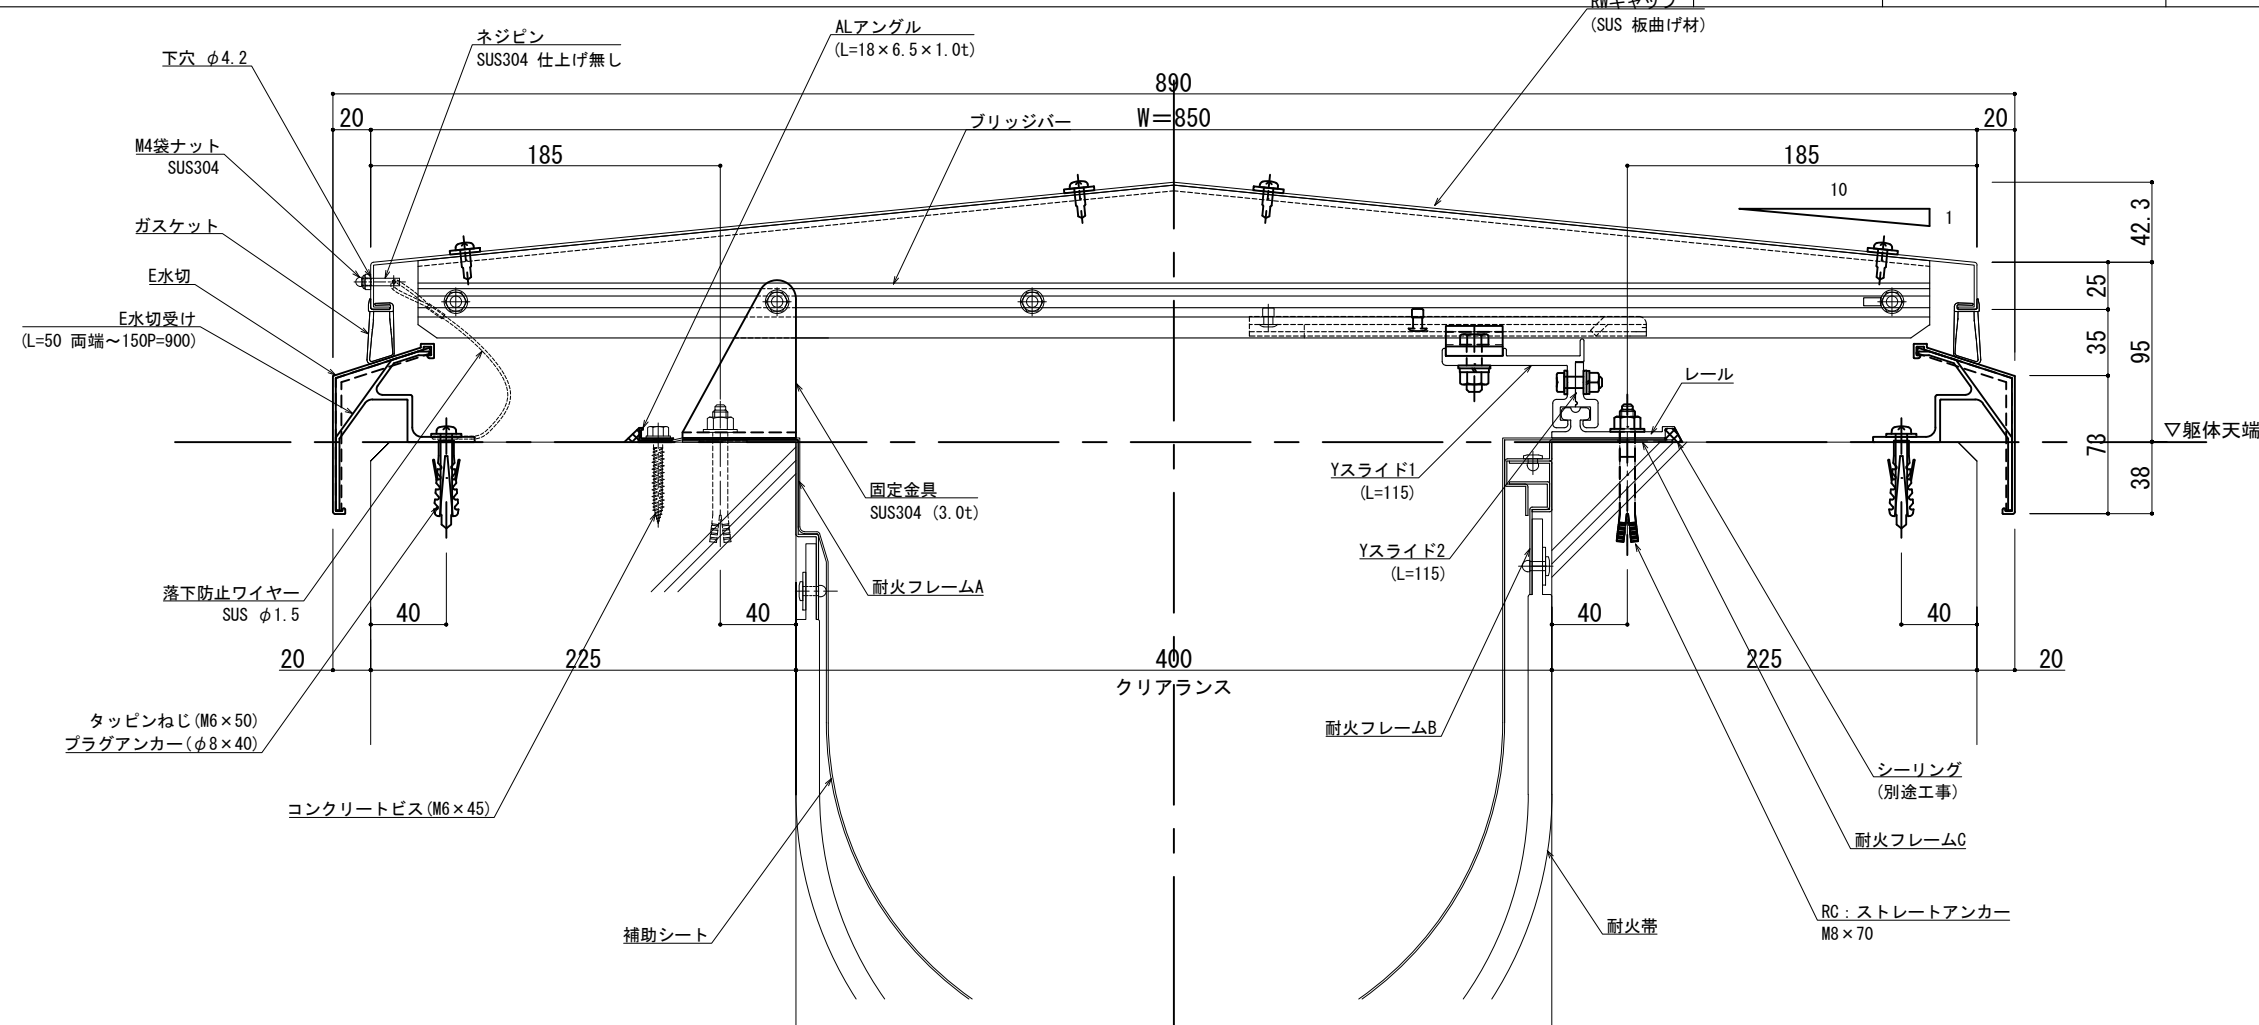 RWキャップ
(SUS 板曲げ材)
ALアングル
(L=18×6.5×1.0t)
ネジピン
SUS304 仕上げ無し
下穴 φ4.2
890
20
W=850
20
ブリッジバー
M4袋ナット
SUS304
185
185
10
1
42.3
ガスケット
E水切
E水切受け
(L=50 両端～150P=900)
25
35
95
73
38
レール
▽躯体天端
Yスライド1
(L=115)
固定金具
SUS304 (3.0t)
Yスライド2
(L=115)
耐火フレームA
落下防止ワイヤー
SUS φ1.5
40
40
40
40
20
225
400
225
20
クリアランス
タッピンねじ(M6×50)
プラグアンカー(φ8×40)
耐火フレームB
シーリング
(別途工事)
コンクリートビス(M6×45)
耐火フレームC
補助シート
耐火帯
RC：ストレートアンカー
M8×70